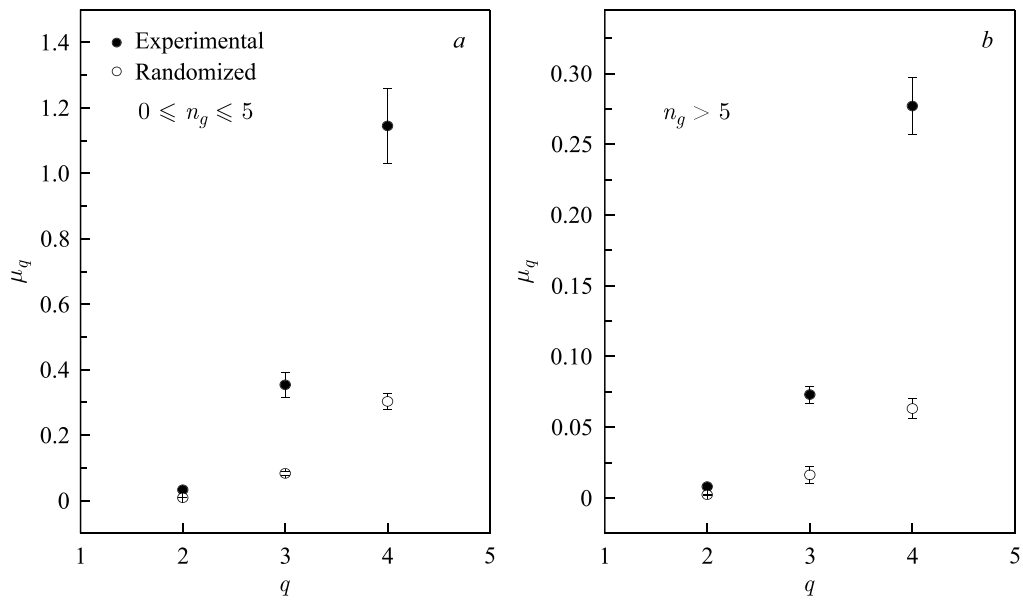 a
Experimental
Randomized
0 ⩽ n_g ⩽ 5
1.4
1.2
1.0
0.8
0.6
0.4
0.2
0
μ_q
1 2 3 4 5
q
b
n_g > 5
0.30
0.25
0.20
0.15
0.10
0.05
0
μ_q
1 2 3 4 5
q